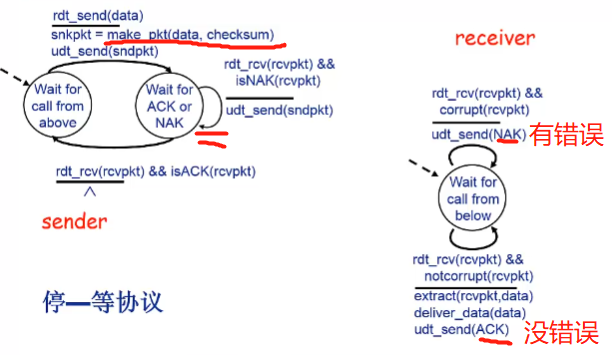 rdt_send(data)
snkpkt = make_pkt(data, checksum)
udt_send(sndpkt)
Wait for
call from
above
Wait for
ACK or
NAK
rdt_rcv(rcvpkt) &&
isNAK(rcvpkt)
udt_send(sndpkt)
rdt_rcv(rcvpkt) && isACK(rcvpkt)
Λ
sender
停—等协议
receiver
rdt_rcv(rcvpkt) &&
corrupt(rcvpkt)
udt_send(NAK) 有错误
Wait for
call from
below
rdt_rcv(rcvpkt) &&
notcorrupt(rcvpkt)
extract(rcvpkt,data)
deliver_data(data)
udt_send(ACK) 没错误